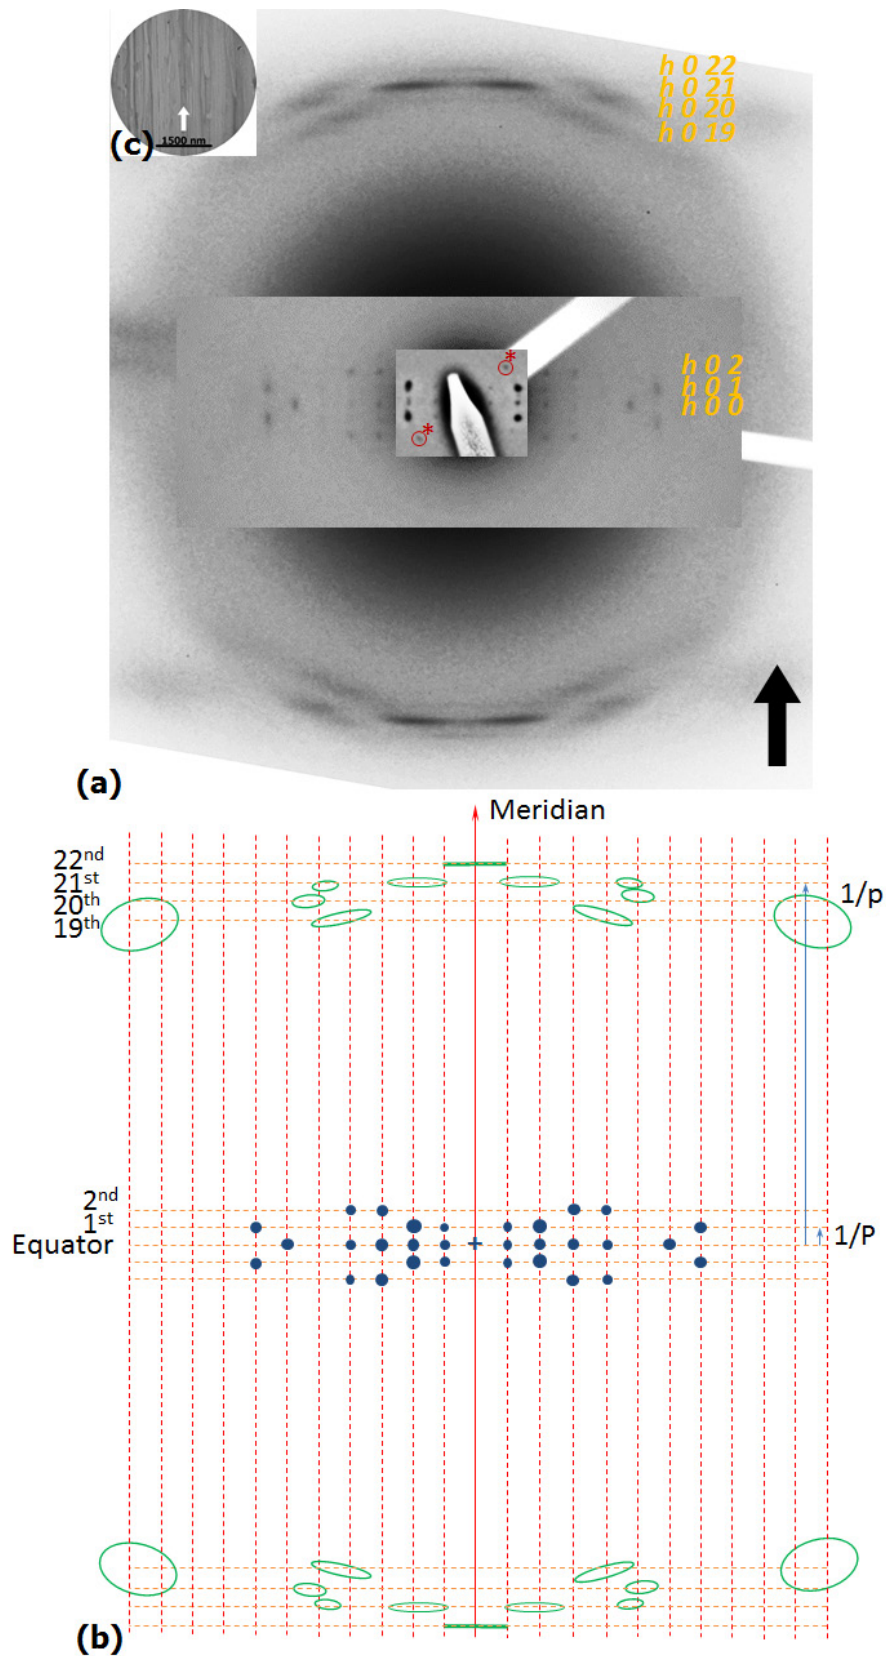 1500 nm
(c)
h 0 22
h 0 21
h 0 20
h 0 19
*
h 0 2
h 0 1
h 0 0
*
(a)
Meridian
22nd
21st
20th
19th
1/p
2nd
1st
Equator
1/P
(b)